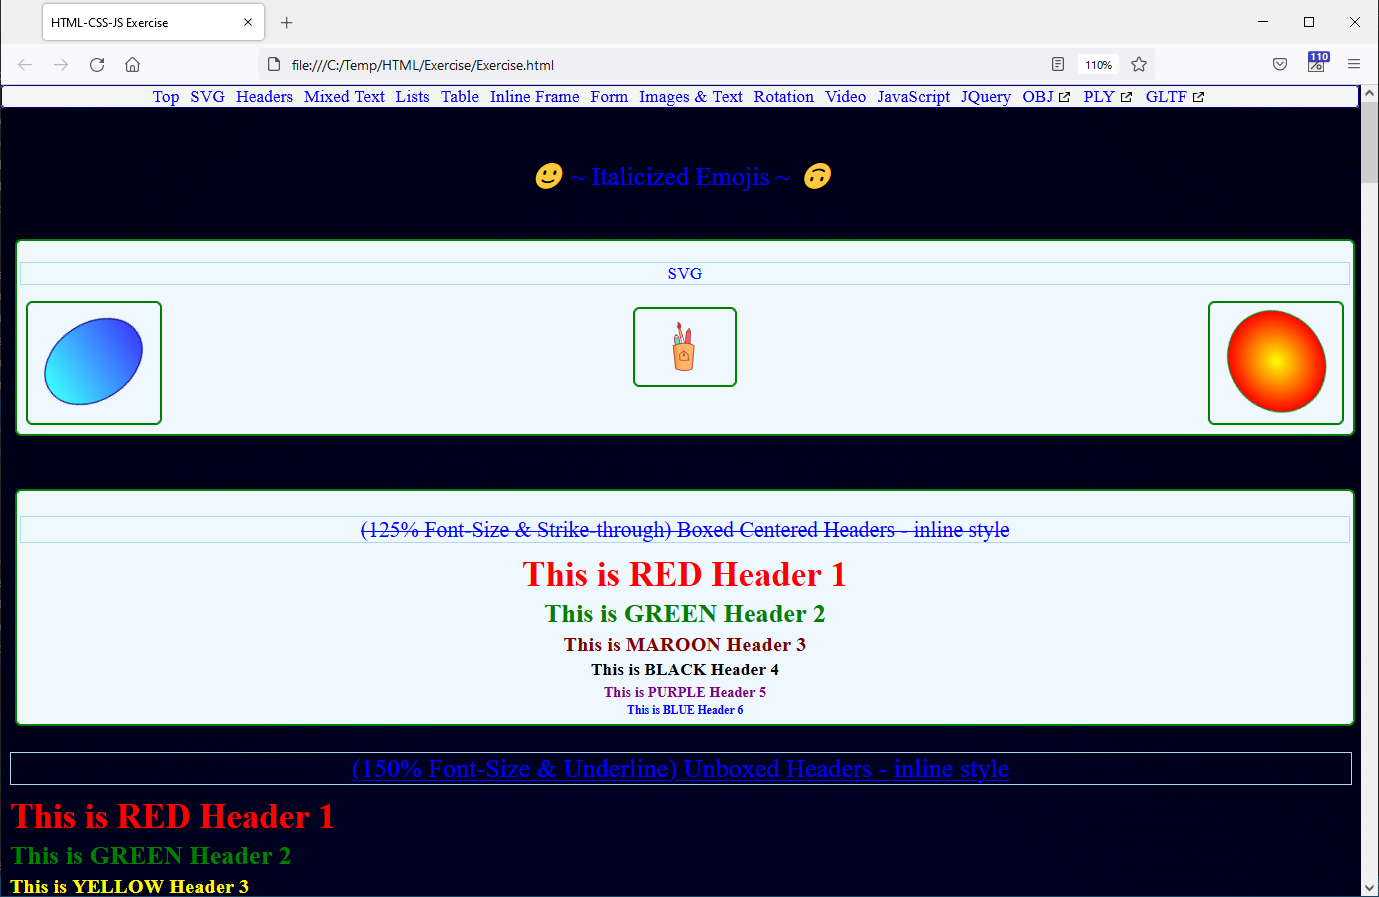 HTML-CSS-JS Exercise
file:///C:/Temp/HTML/Exercise/Exercise.html 110% 110
Top SVG Headers Mixed Text Lists Table Inline Frame Form Images & Text Rotation Video JavaScript JQuery OBJ PLY GLTF
~ Italicized Emojis ~
SVG
(125% Font-Size & Strike-through) Boxed Centered Headers - inline style
This is RED Header 1
This is GREEN Header 2
This is MAROON Header 3
This is BLACK Header 4
This is PURPLE Header 5
This is BLUE Header 6
(150% Font-Size & Underline) Unboxed Headers - inline style
This is RED Header 1
This is GREEN Header 2
This is YELLOW Header 3